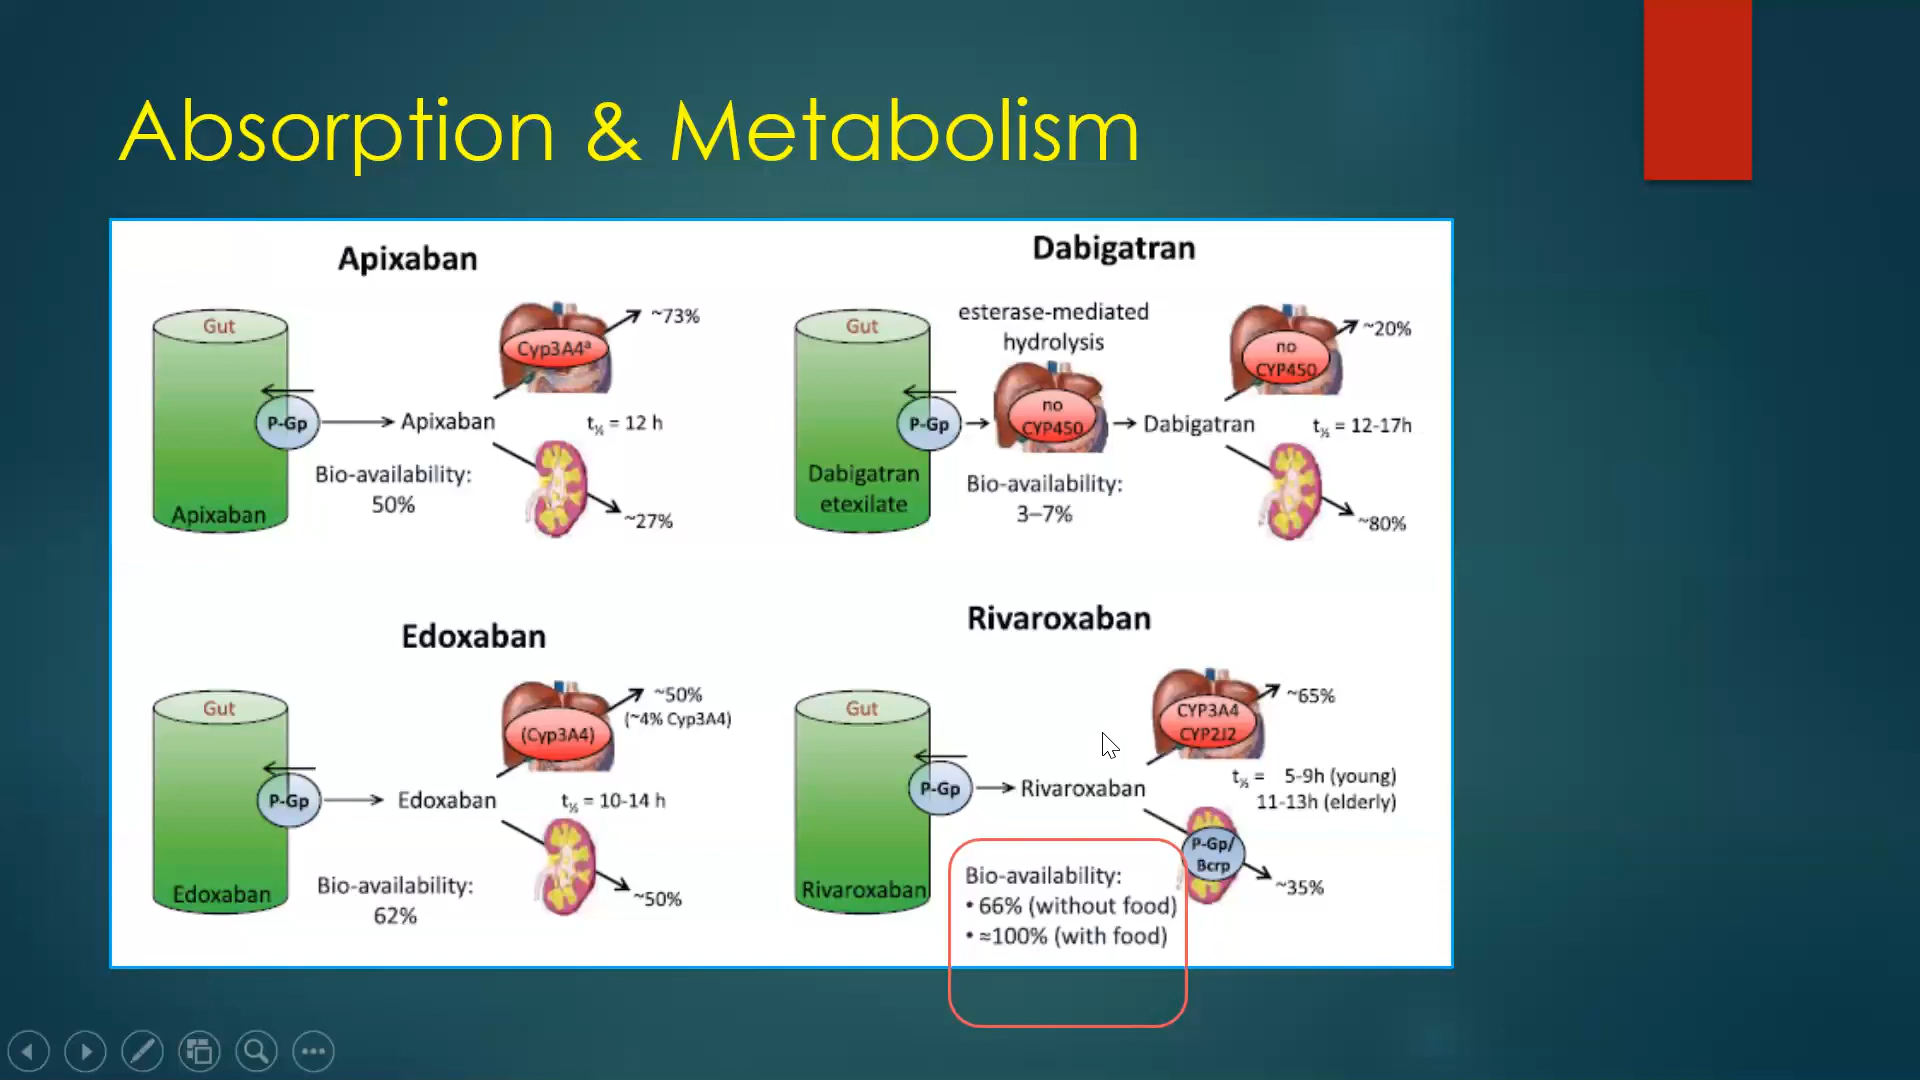 Absorption & Metabolism
Apixaban
Gut
Cyp3A4ª
~73%
P-Gp
Apixaban
t½ = 12 h
Bio-availability:
50%
Apixaban
~27%
Dabigatran
esterase-mediated
hydrolysis
Gut
no
CYP450
~20%
P-Gp
no
CYP450
Dabigatran
t½ = 12-17h
Dabigatran
etexilate
Bio-availability:
3–7%
~80%
Edoxaban
Gut
(Cyp3A4)
~50%
(~4% Cyp3A4)
P-Gp
Edoxaban
t½ = 10-14 h
Edoxaban
Bio-availability:
62%
~50%
Rivaroxaban
Gut
CYP3A4
CYP2J2
~65%
P-Gp
Rivaroxaban
t½ = 5-9h (young)
11-13h (elderly)
P-Gp/
Bcrp
~35%
Rivaroxaban
Bio-availability:
• 66% (without food)
• ≈100% (with food)